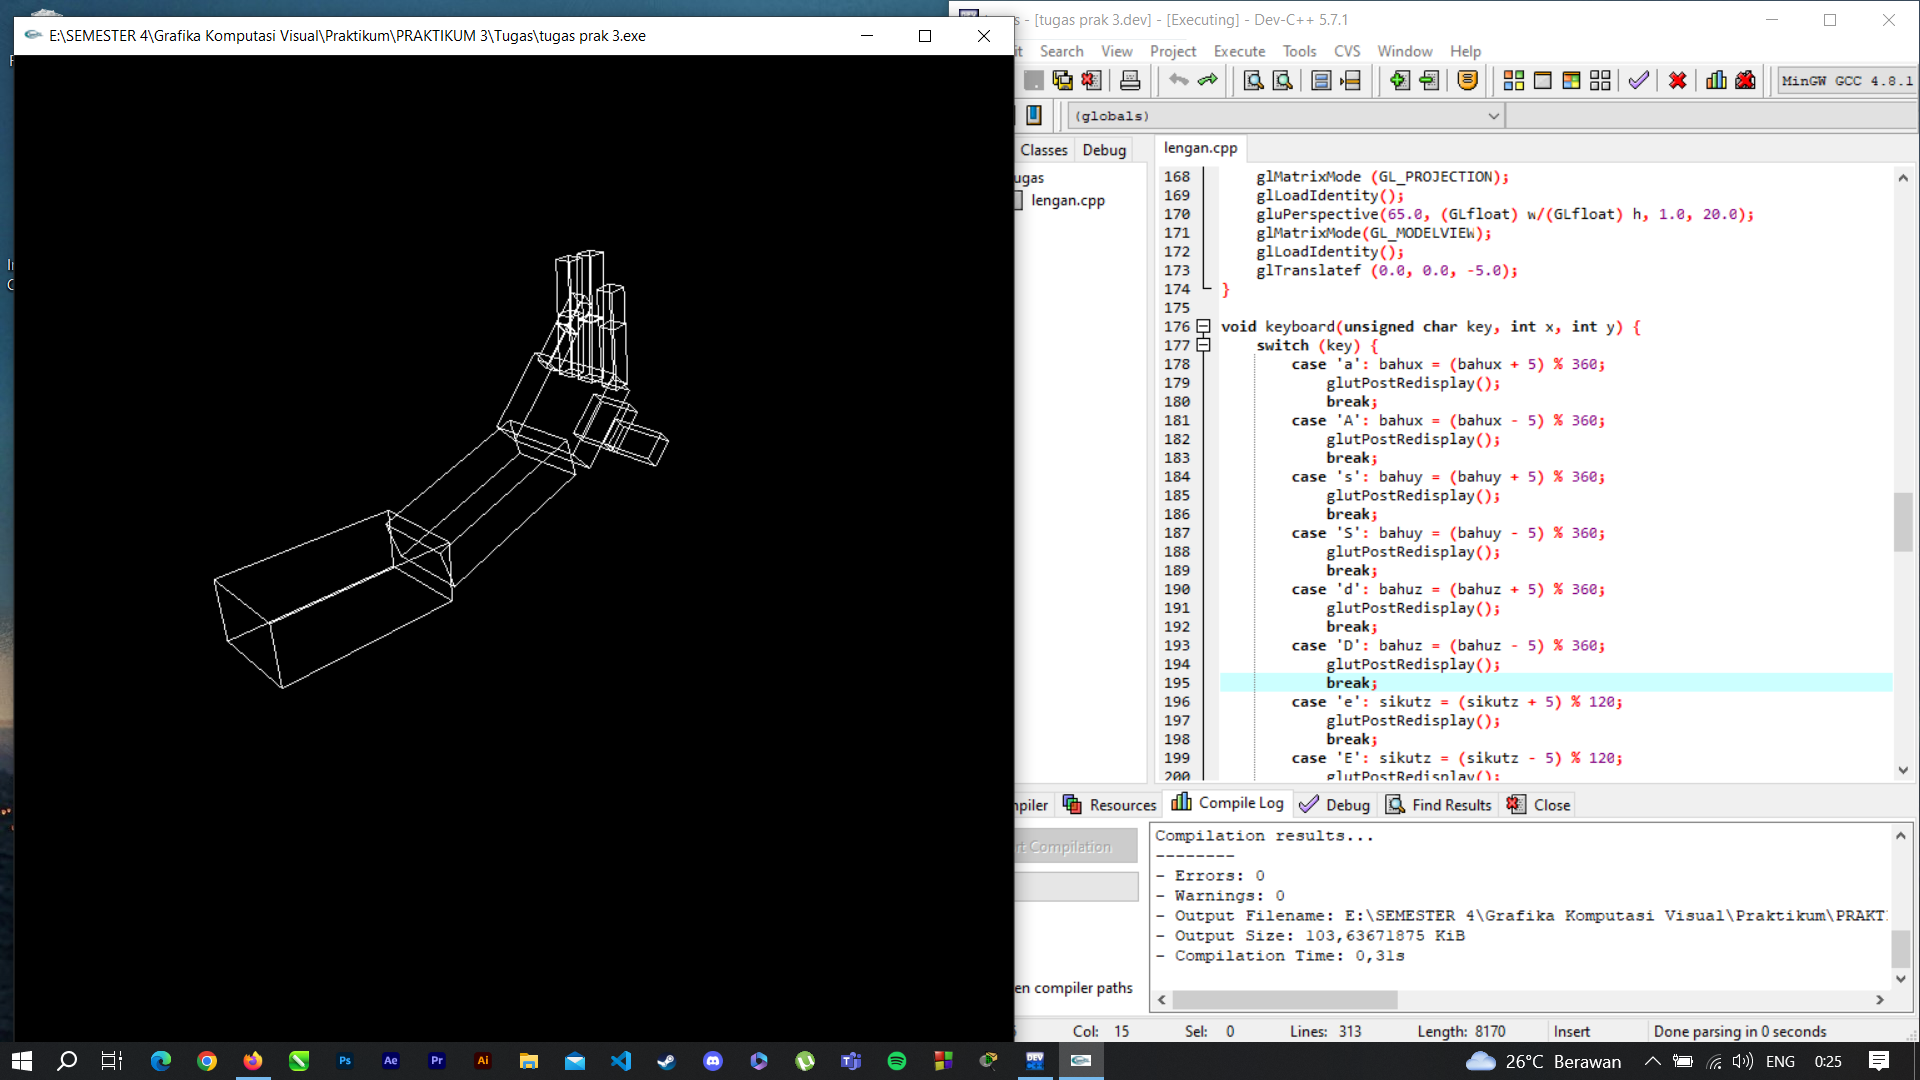 E:\SEMESTER 4\Grafika Komputasi Visual\Praktikum\PRAKTIKUM 3\Tugas\tugas prak 3.exe
- [tugas prak 3.dev] - [Executing] - Dev-C++ 5.7.1
Search View Project Execute Tools CVS Window Help
MinGW GCC 4.8.1
(globals)
Classes Debug
lengan.cpp
lengan.cpp
168 glMatrixMode (GL_PROJECTION);
169 glLoadIdentity();
170 gluPerspective(65.0, (GLfloat) w/(GLfloat) h, 1.0, 20.0);
171 glMatrixMode(GL_MODELVIEW);
172 glLoadIdentity();
173 glTranslatef (0.0, 0.0, -5.0);
174 }
175
176 void keyboard(unsigned char key, int x, int y) {
177 switch (key) {
178 case 'a': bahux = (bahux + 5) % 360;
179 glutPostRedisplay();
180 break;
181 case 'A': bahux = (bahux - 5) % 360;
182 glutPostRedisplay();
183 break;
184 case 's': bahuy = (bahuy + 5) % 360;
185 glutPostRedisplay();
186 break;
187 case 'S': bahuy = (bahuy - 5) % 360;
188 glutPostRedisplay();
189 break;
190 case 'd': bahuz = (bahuz + 5) % 360;
191 glutPostRedisplay();
192 break;
193 case 'D': bahuz = (bahuz - 5) % 360;
194 glutPostRedisplay();
195 break;
196 case 'e': sikutz = (sikutz + 5) % 120;
197 glutPostRedisplay();
198 break;
199 case 'E': sikutz = (sikutz - 5) % 120;
200 glutPostRedisplay();
Resources Compile Log Debug Find Results Close
Compilation
Compilation results...
--------
- Errors: 0
- Warnings: 0
- Output Filename: E:\SEMESTER 4\Grafika Komputasi Visual\Praktikum\PRAKT
- Output Size: 103,63671875 KiB
- Compilation Time: 0,31s
compiler paths
Col: 15 Sel: 0 Lines: 313 Length: 8170 Insert Done parsing in 0 seconds
Ps Ae Pr Ai DEV 26°C Berawan ENG 0:25